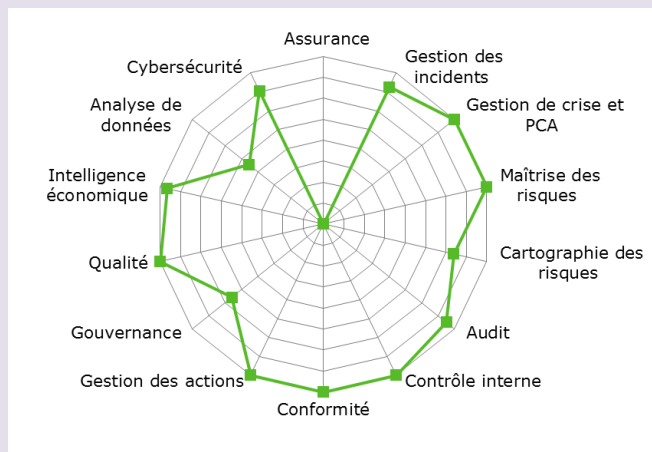 Assurance
Gestion des
incidents
Gestion de crise et
PCA
Maîtrise des
risques
Cartographie des
risques
Audit
Contrôle interne
Conformité
Gestion des actions
Gouvernance
Qualité
Intelligence
économique
Analyse de
données
Cybersécurité